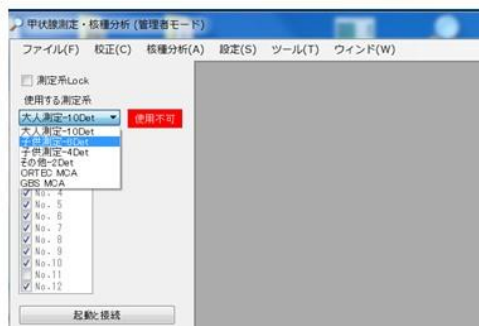 甲状腺測定・核種分析 (管理者モード)
ファイル(F) 校正(C) 核種分析(A) 設定(S) ツール(T) ウィンド(W)
測定系Lock
使用する測定系
大人測定-10Det 使用不可
大人測定-10Det
子供測定-8Det
子供測定-4Det
その他-2Det
ORTEC MCA
GBS MCA
No. 4
No. 5
No. 6
No. 7
No. 8
No. 9
No.10
No.11
No.12
起動と接続